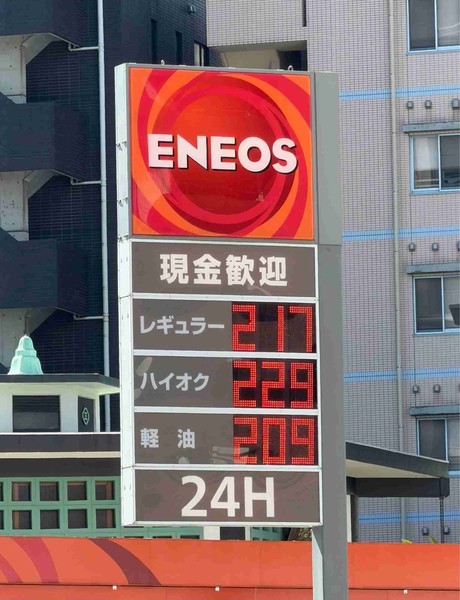 ENEOS
現金歓迎
レギュラー 217
ハイオク 229
軽油 209
24H